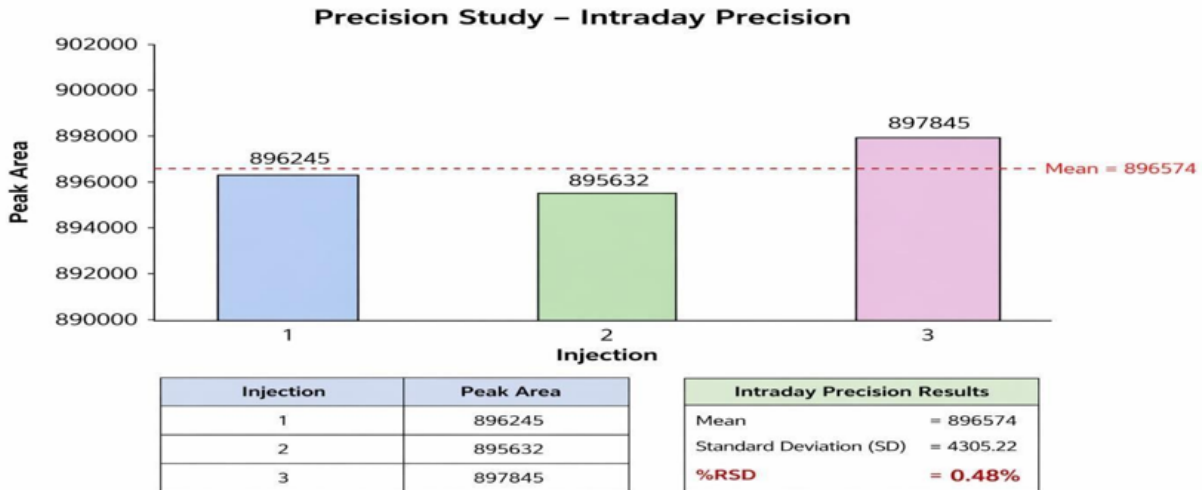 Precision Study – Intraday Precision
902000
900000
898000
896000
894000
892000
890000
Peak Area
896245
895632
897845
Mean = 896574
1 2 3
Injection
Injection Peak Area
1 896245
2 895632
3 897845
Intraday Precision Results
Mean = 896574
Standard Deviation (SD) = 4305.22
%RSD = 0.48%